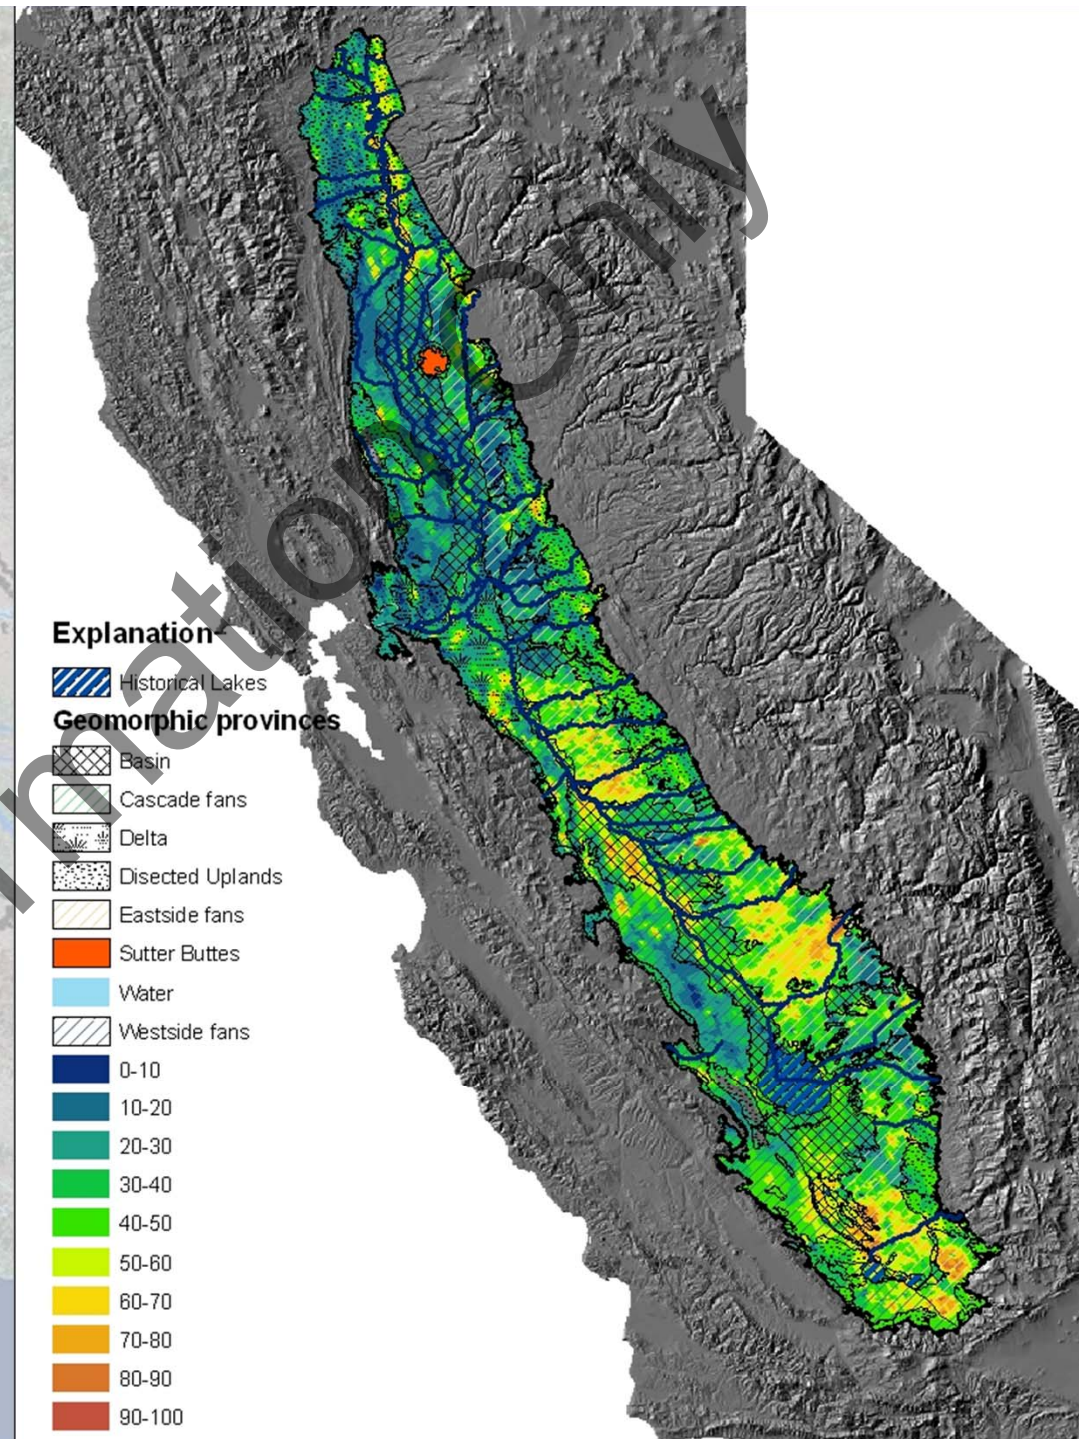 Explanation
Historical Lakes
Geomorphic provinces
Basin
Cascade fans
Delta
Disected Uplands
Eastside fans
Sutter Buttes
Water
Westside fans
0-10
10-20
20-30
30-40
40-50
50-60
60-70
70-80
80-90
90-100
mation Only